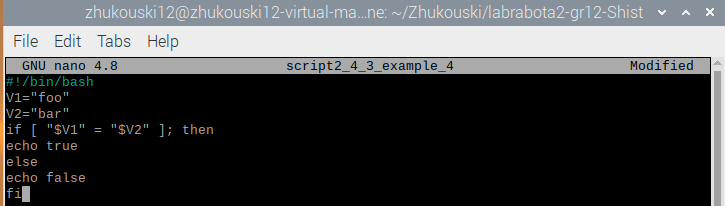 zhukouski12@zhukouski12-virtual-ma...ne: ~/Zhukouski/labrabota2-gr12-Shist
File Edit Tabs Help
GNU nano 4.8 script2_4_3_example_4 Modified
#!/bin/bash
V1="foo"
V2="bar"
if [ "$V1" = "$V2" ]; then
echo true
else
echo false
fi